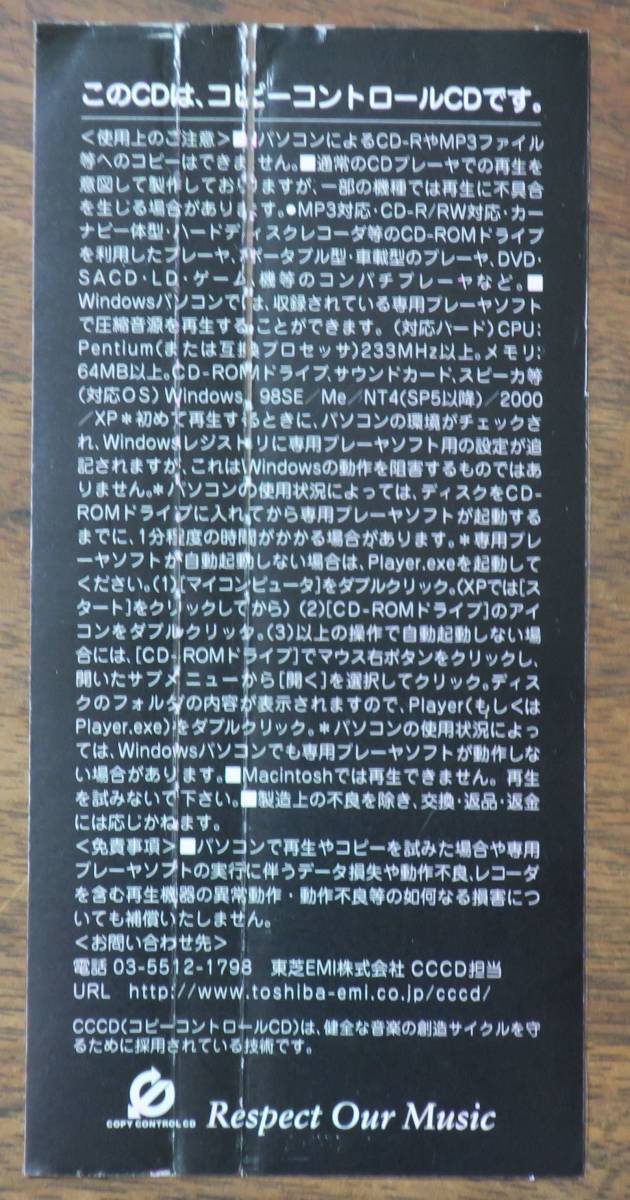 このCDは、コピーコントロールCDです。
<使用上のご注意>■パソコンによるCD-RやMP3ファイル
等へのコピーはできません。■通常のCDプレーヤでの再生を
意図して製作しておりますが、一部の機種では再生に不具合
を生じる場合があります。●MP3対応・CD-R/RW対応・カー
ナビ一体型・ハードディスクレコーダ等のCD-ROMドライブ
を利用したプレーヤ、ポータブル型・車載型のプレーヤ、DVD・
SACD・LD・ゲーム機等のコンパチプレーヤなど。■
Windowsパソコンでは、収録されている専用プレーヤソフト
で圧縮音源を再生することができます。(対応ハード)CPU:
Pentium(または互換プロセッサ)233MHz以上。メモリ:
64MB以上。CD-ROMドライブ、サウンドカード、スピーカ等
(対応OS)Windows 98SE/Me/NT4(SP5以降)/2000
/XP＊初めて再生するときに、パソコンの環境がチェックさ
れ、Windowsレジストリに専用プレーヤソフト用の設定が追
記されますが、これはWindowsの動作を阻害するものではあ
りません。＊パソコンの使用状況によっては、ディスクをCD-
ROMドライブに入れてから専用プレーヤソフトが起動する
までに、1分程度の時間がかかる場合があります。＊専用プレ
ーヤソフトが自動起動しない場合は、Player.exeを起動して
ください。(1)[マイコンピュータ]をダブルクリック。(XPでは[ス
タート]をクリックしてから) (2)[CD-ROMドライブ]のアイ
コンをダブルクリック。(3)以上の操作で自動起動しない場
合には、[CD-ROMドライブ]でマウス右ボタンをクリックし、
開いたサブメニューから[開く]を選択してクリック。ディス
クのフォルダの内容が表示されますので、Player(もしくは
Player.exe)をダブルクリック。＊パソコンの使用状況によっ
ては、Windowsパソコンでも専用プレーヤソフトが動作しな
い場合があります。■Macintoshでは再生できません。再生
を試みないで下さい。■製造上の不良を除き、交換・返品・返金
には応じかねます。
<免責事項>■パソコンで再生やコピーを試みた場合や専用
プレーヤソフトの実行に伴うデータ損失や動作不良、レコーダ
を含む再生機器の異常動作・動作不良等の如何なる損害につ
いても補償いたしません。
<お問い合わせ先>
電話 03-5512-1798 東芝EMI株式会社 CCCD担当
URL http://www.toshiba-emi.co.jp/cccd/
CCCD(コピーコントロールCD)は、健全な音楽の創造サイクルを守
るために採用されている技術です。
COPY CONTROL CD Respect Our Music